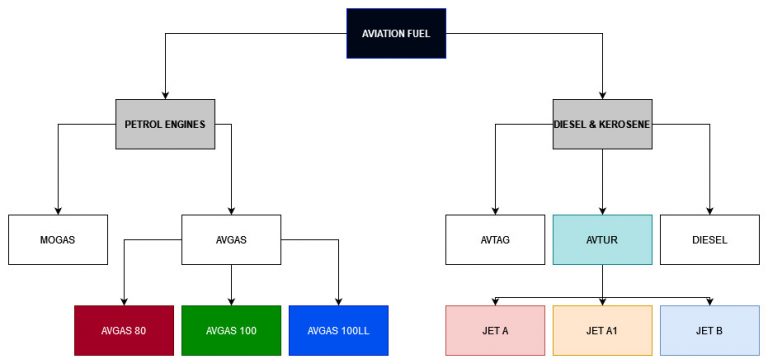 AVIATION FUEL
PETROL ENGINES
DIESEL & KEROSENE
MOGAS
AVGAS
AVTAG
AVTUR
DIESEL
AVGAS 80
AVGAS 100
AVGAS 100LL
JET A
JET A1
JET B